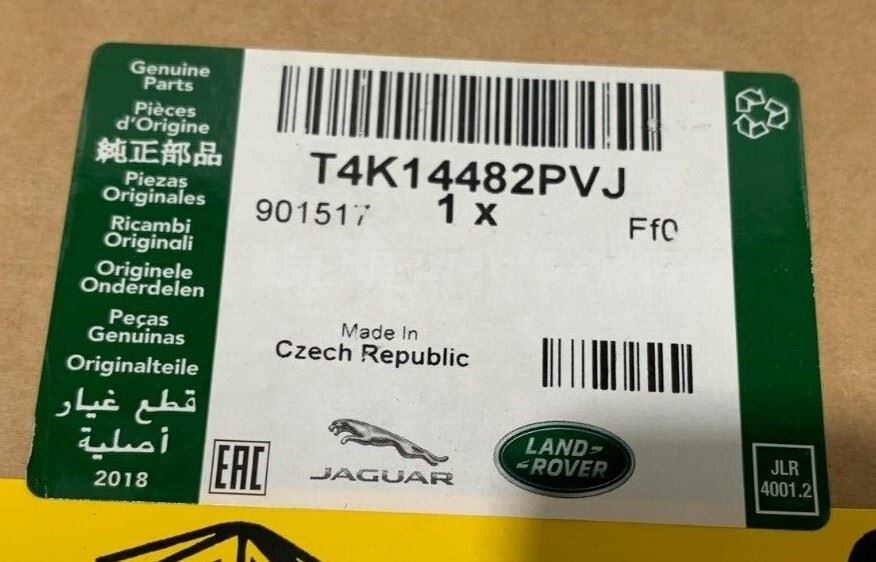 Genuine
Parts
Pièces
d'Origine
純正部品
Piezas
Originales
Ricambi
Originali
Originele
Onderdelen
Peças
Genuinas
Originalteile
قطع غيار
أصلية
2018
T4K14482PVJ
901517 1 x Ff0
Made In
Czech Republic
EAC
JAGUAR
LAND-
-ROVER
JLR
4001.2